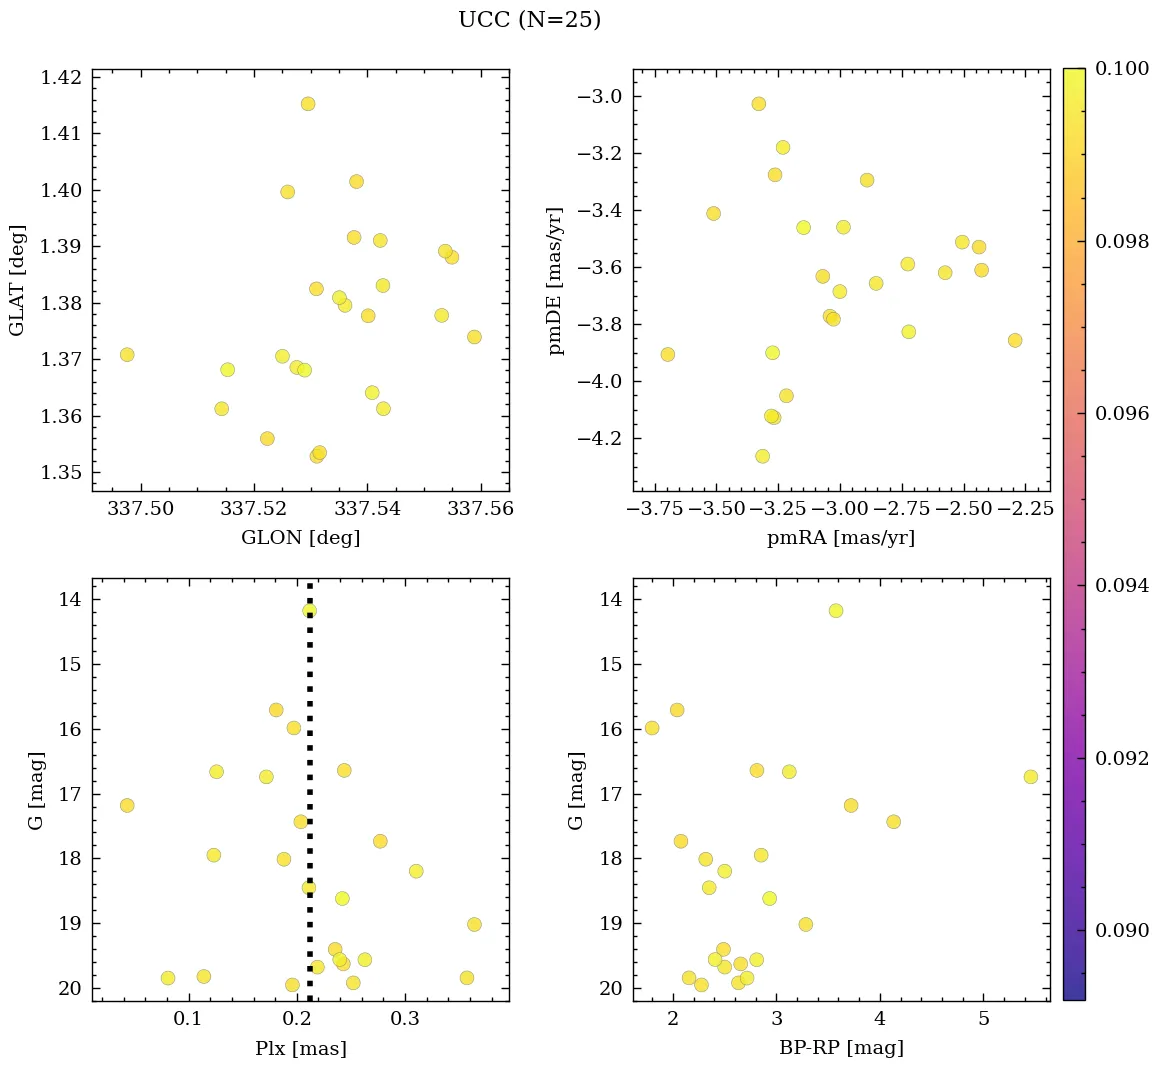 UCC (N=25)
1.42
1.41
1.40
1.39
1.38
1.37
1.36
1.35
GLAT [deg]
337.50 337.52 337.54 337.56
GLON [deg]
−3.0
−3.2
−3.4
−3.6
−3.8
−4.0
−4.2
pmDE [mas/yr]
−3.75 −3.50 −3.25 −3.00 −2.75 −2.50 −2.25
pmRA [mas/yr]
14
15
16
17
18
19
20
G [mag]
0.1 0.2 0.3
Plx [mas]
14
15
16
17
18
19
20
G [mag]
2 3 4 5
BP-RP [mag]
0.100
0.098
0.096
0.094
0.092
0.090